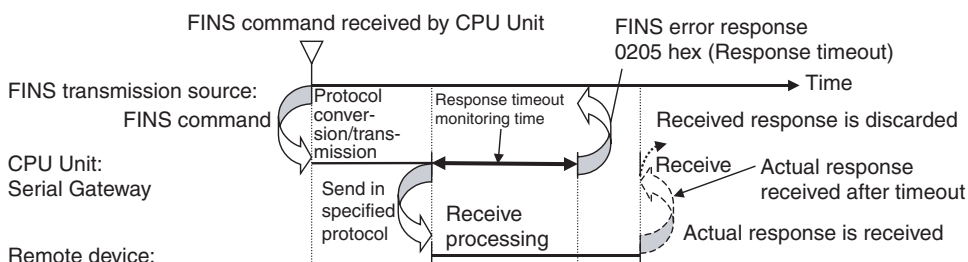 FINS command received by CPU Unit
FINS error response
0205 hex (Response timeout)
Time
FINS transmission source:
FINS command
Protocol
conver-
sion/trans-
mission
Response timeout
monitoring time
Received response is discarded
CPU Unit:
Serial Gateway
Receive
Actual response
received after timeout
Send in
specified
protocol
Receive
processing
Actual response is received
Remote device: